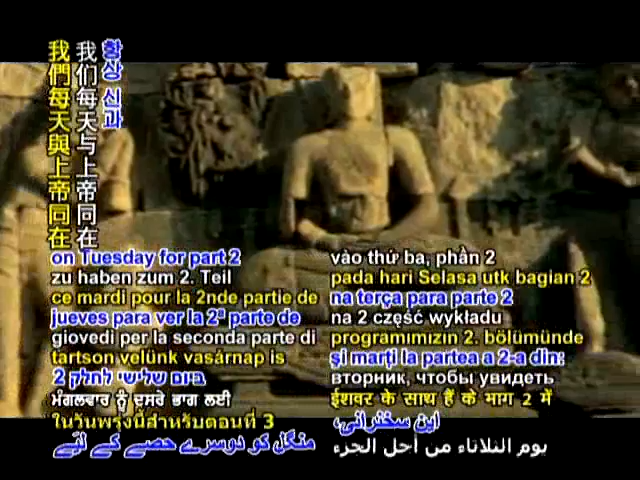 我們每天與上帝同在
我们每天与上帝同在
항상 신과
on Tuesday for part 2
zu haben zum 2. Teil
ce mardi pour la 2nde partie de
jueves para ver la 2ª parte de
giovedi per la seconda parte di
tartson velünk vasárnap is
ביום שלישי לחלק 2
ਮੰਗਲਵਾਰ ਨੂੰ ਦੂਸਰੇ ਭਾਗ ਲਈ
ในวันพรุ่งนี้สำหรับตอนที่ 3
منگل کو دوسرے حصے کے لیٔے
vào thứ ba, phần 2
pada hari Selasa utk bagian 2
na terça para parte 2
na 2 część wykładu
programımızın 2. bölümünde
şi marţi la partea a 2-a din:
вторник, чтобы увидеть
ईश्वर के साथ हैं के भाग 2 में
این سخنرانی،
يوم الثلاثاء من أجل الجزء